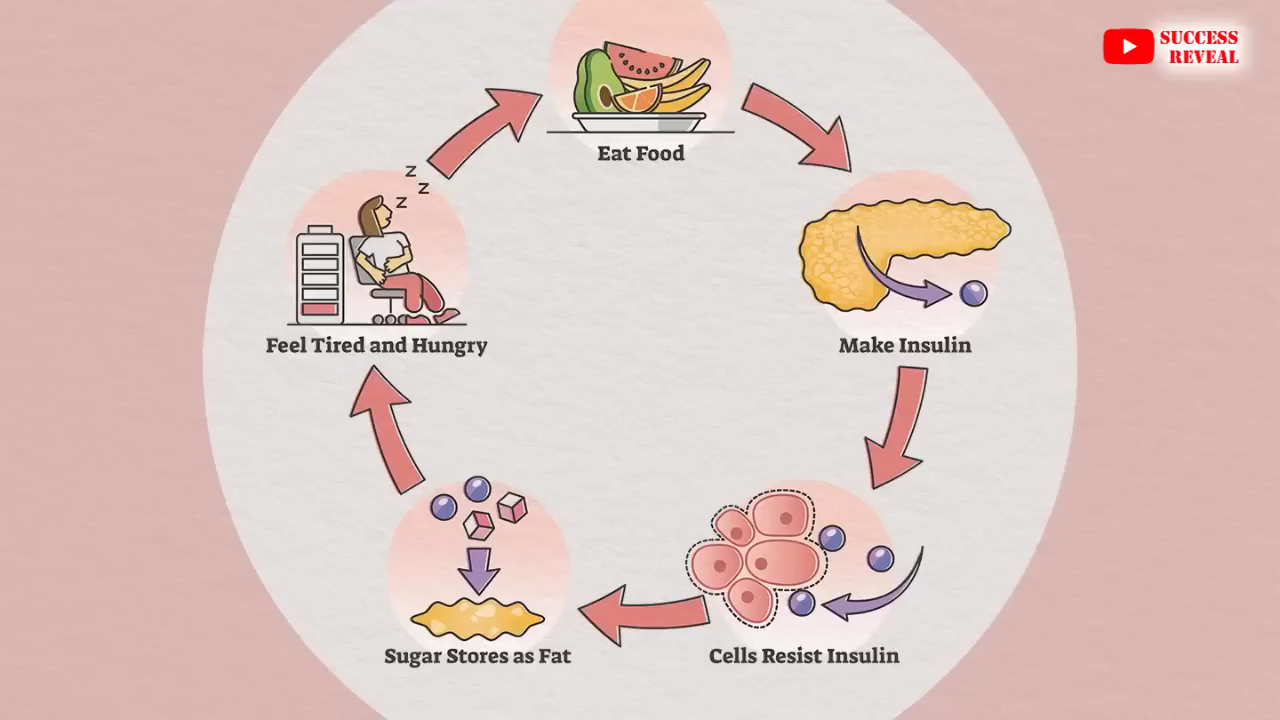 SUCCESS
REVEAL
Eat Food
z
z
z
Feel Tired and Hungry
Make Insulin
Sugar Stores as Fat
Cells Resist Insulin